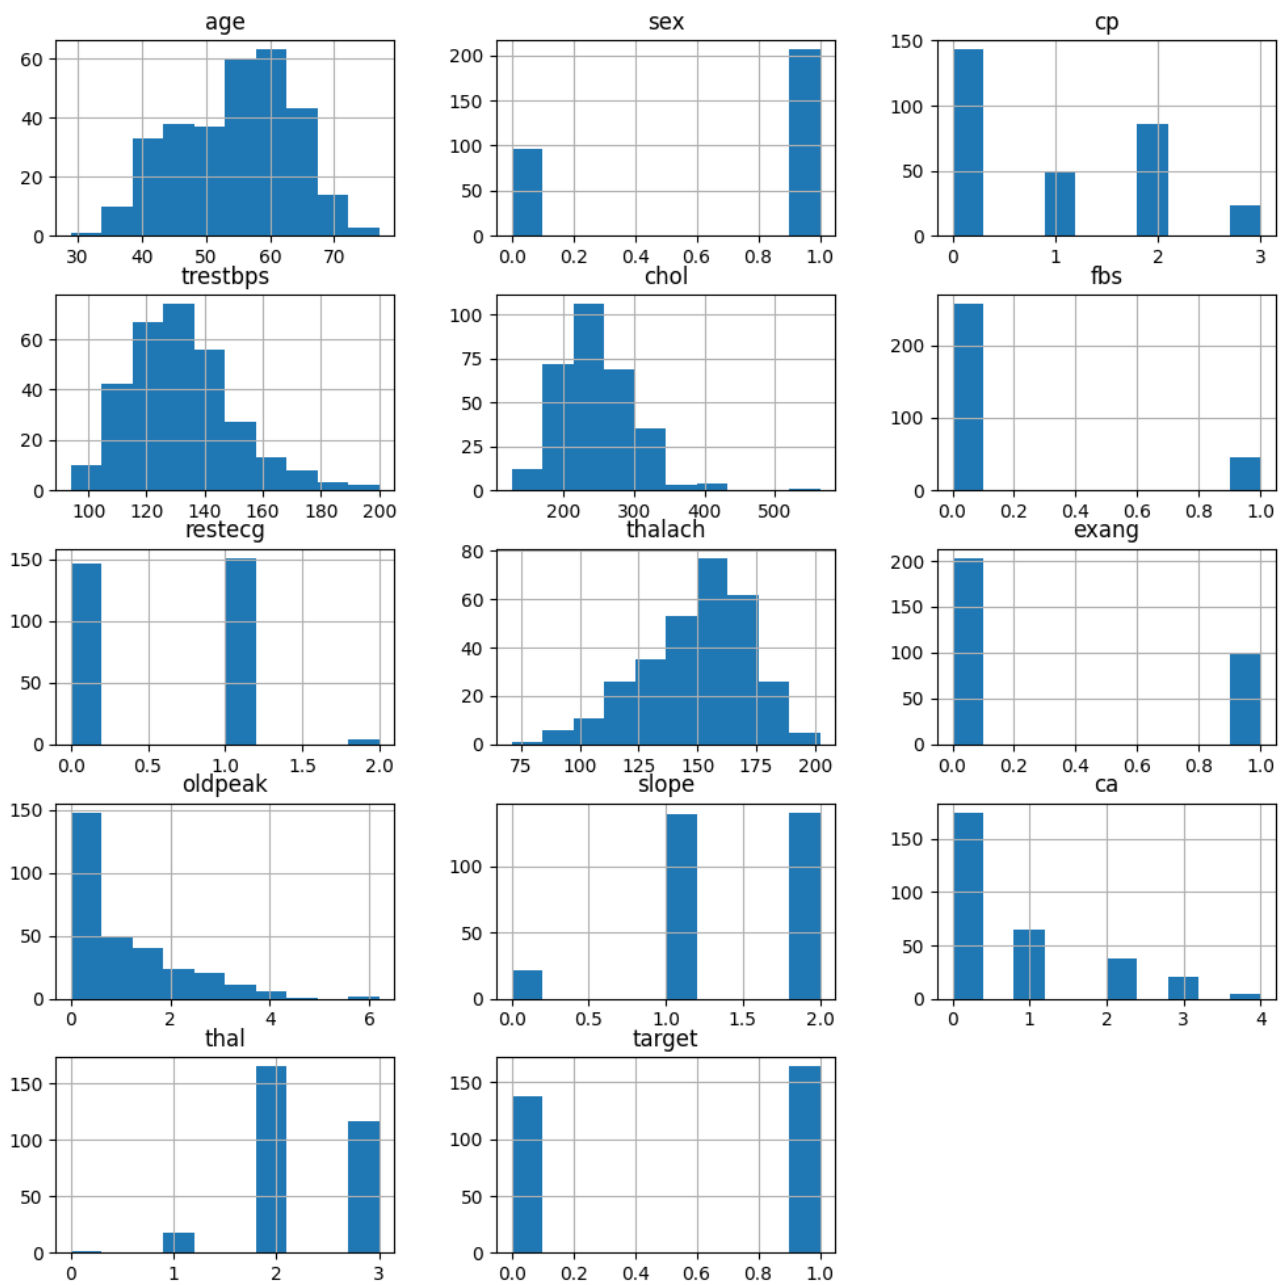 age sex cp
60 40 20 0
30 40 50 60 70
200 150 100 50 0
0.0 0.2 0.4 0.6 0.8 1.0
150 100 50 0
0 1 2 3
trestbps chol fbs
60 40 20 0
100 120 140 160 180 200
100 75 50 25 0
200 300 400 500
200 100 0
0.0 0.2 0.4 0.6 0.8 1.0
restecg thalach exang
150 100 50 0
0.0 0.5 1.0 1.5 2.0
80 60 40 20 0
75 100 125 150 175 200
200 150 100 50 0
0.0 0.2 0.4 0.6 0.8 1.0
oldpeak slope ca
150 100 50 0
0 2 4 6
100 50 0
0.0 0.5 1.0 1.5 2.0
150 100 50 0
0 1 2 3 4
thal target
150 100 50 0
0 1 2 3
150 100 50 0
0.0 0.2 0.4 0.6 0.8 1.0